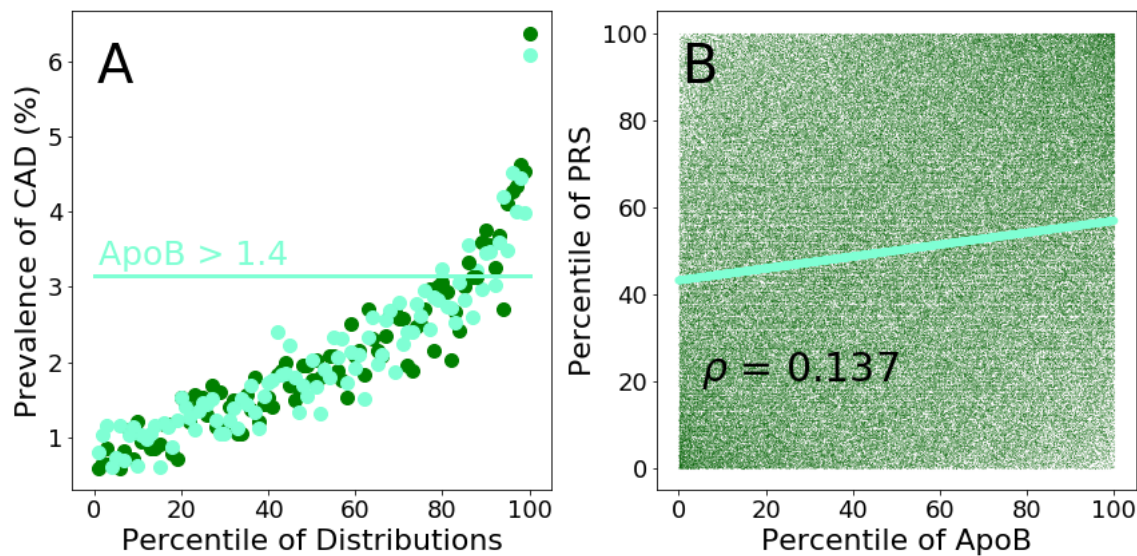 A
Prevalence of CAD (%)
6
5
4
3
2
1
ApoB > 1.4
0 20 40 60 80 100
Percentile of Distributions
B
Percentile of PRS
100
80
60
40
20
0
ρ = 0.137
0 20 40 60 80 100
Percentile of ApoB